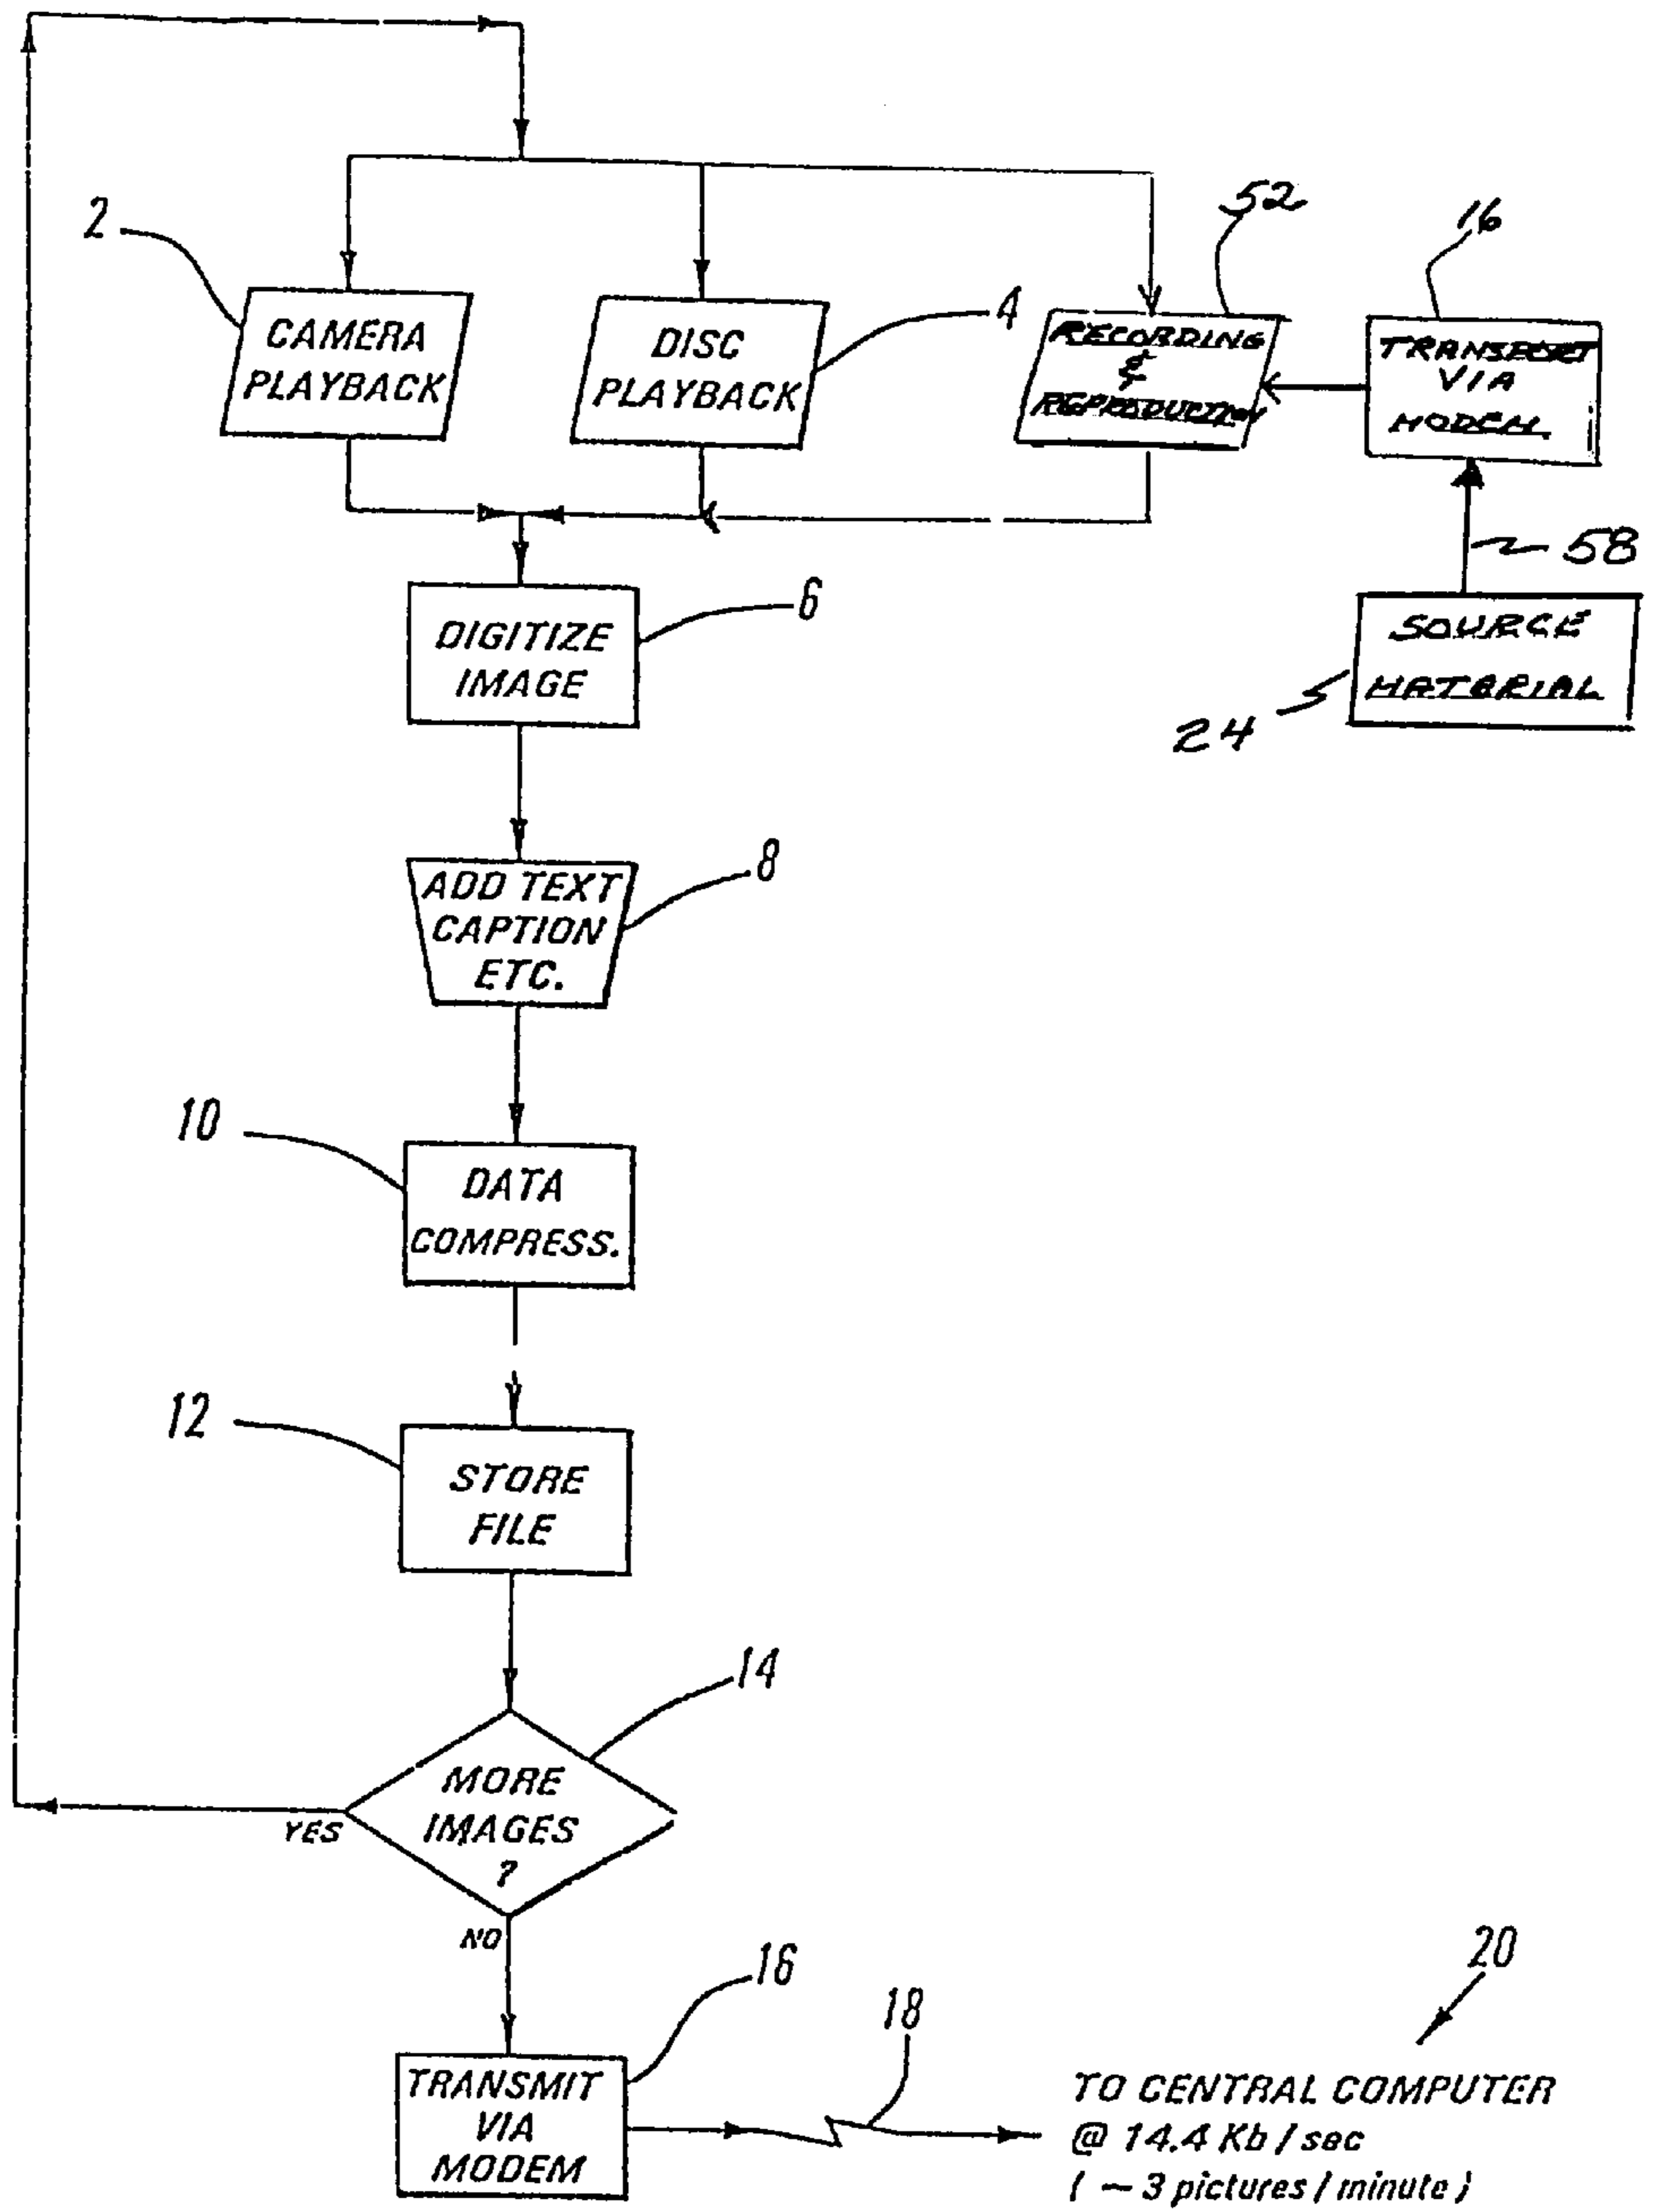 2
CAMERA
PLAYBACK
DISC
PLAYBACK
4
52
RECORDING
&
REPRODUCTION
16
TRANSPORT
VIA
MODEM
58
SOURCE
MATERIAL
24
6
DIGITIZE
IMAGE
8
ADD TEXT
CAPTION
ETC.
10
DATA
COMPRESS.
12
STORE
FILE
14
MORE
IMAGES
?
YES
NO
16
TRANSMIT
VIA
MODEM
18
20
TO CENTRAL COMPUTER
@ 14.4 Kb/sec
( ~ 3 pictures/minute)